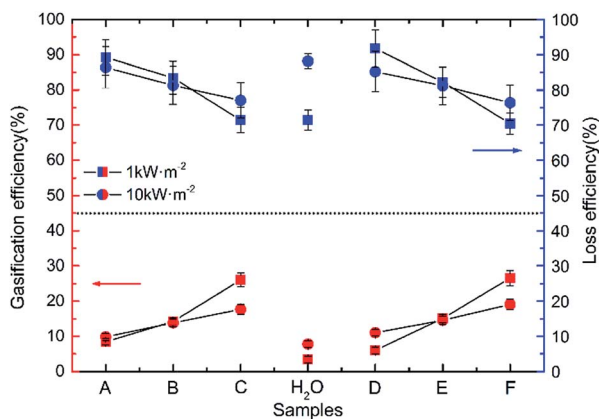 Gasification efficiency(%)
100
90
80
70
60
50
40
30
20
10
0
1kW·m⁻²
10kW·m⁻²
A
B
C
H₂O
D
E
F
Samples
100
90
80
70
60
50
40
30
20
10
0
Loss efficiency(%)